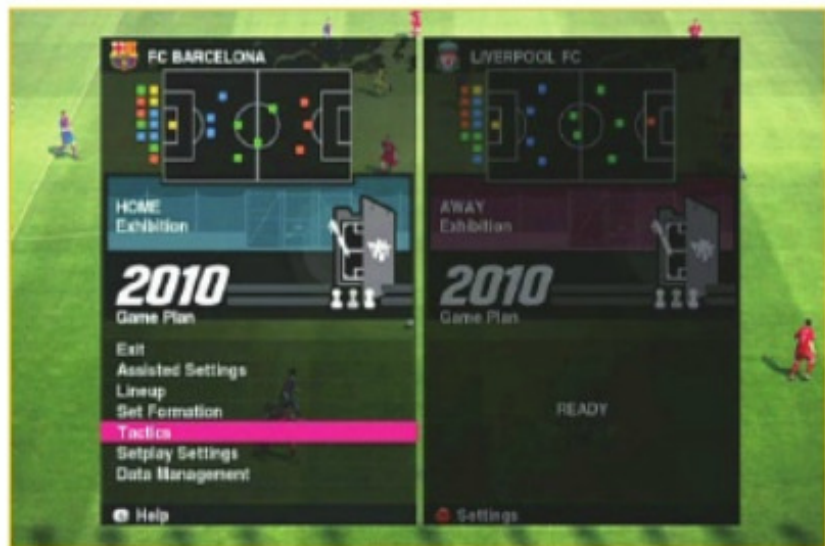 FC BARCELONA
HOME
Exhibition
2010
Game Plan
Exit
Assisted Settings
Lineup
Set Formation
Tactics
Setplay Settings
Data Management
Help
LIVERPOOL FC
AWAY
Exhibition
2010
Game Plan
READY
Settings